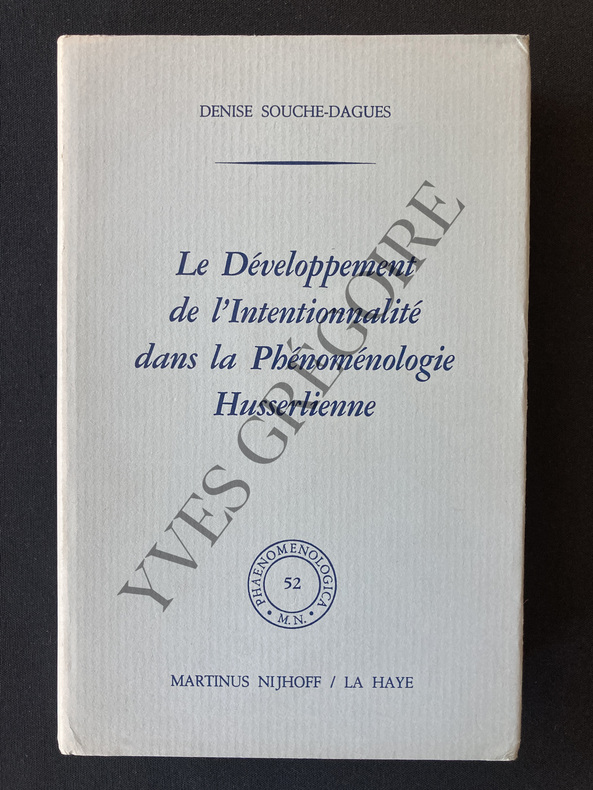 DENISE SOUCHE-DAGUES
Le Développement
de l'Intentionnalité
dans la Phénoménologie
Husserlienne
YVES GRÉGOIRE
PHAENOMENOLOGICA
52
• M.N. •
MARTINUS NIJHOFF / LA HAYE